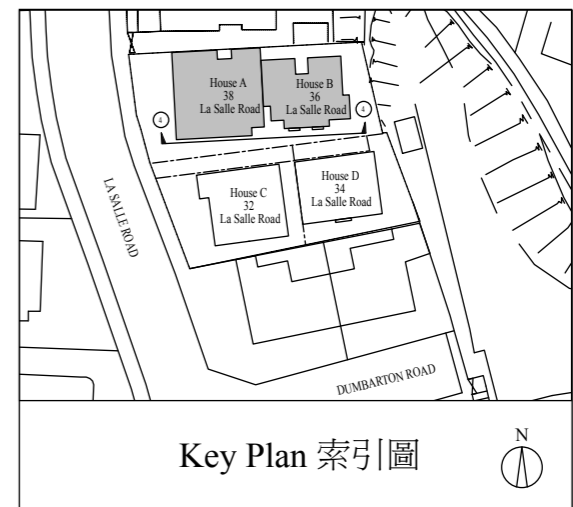 House A
38
La Salle Road
House B
36
La Salle Road
4
4
House C
32
La Salle Road
House D
34
La Salle Road
LA SALLE ROAD
DUMBARTON ROAD
Key Plan 索引圖
N